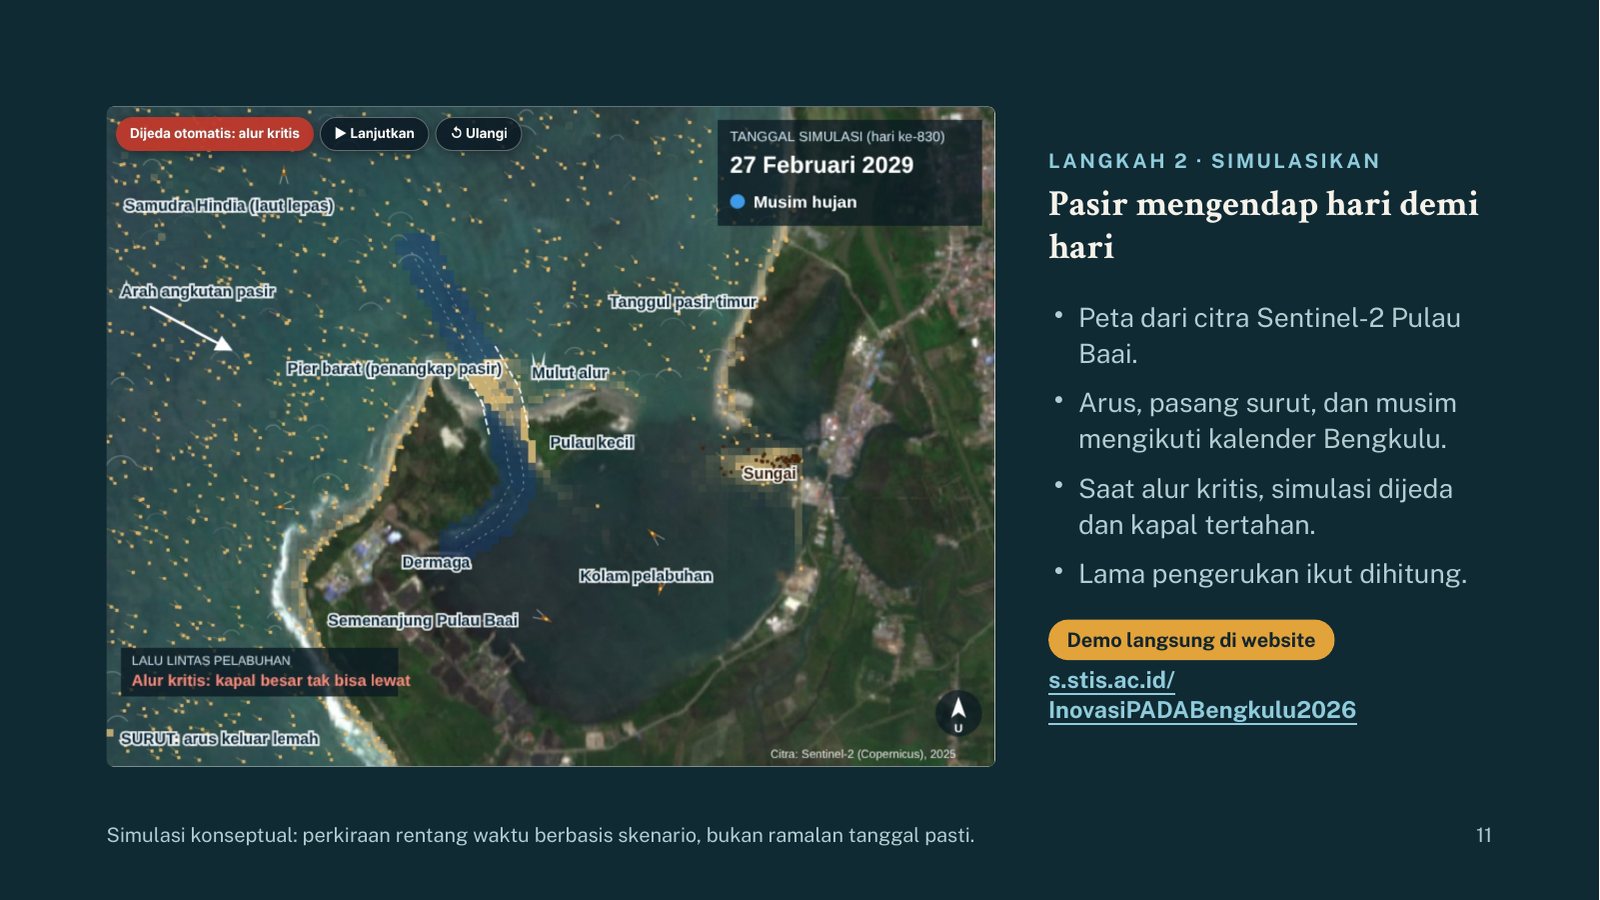 Dijeda otomatis: alur kritis
▶ Lanjutkan
↺ Ulangi
TANGGAL SIMULASI (hari ke-830)
27 Februari 2029
Musim hujan
Samudra Hindia (laut lepas)
Arah angkutan pasir
Tanggul pasir timur
Pier barat (penangkap pasir)
Mulut alur
Pulau kecil
Sungai
Dermaga
Kolam pelabuhan
Semenanjung Pulau Baai
LALU LINTAS PELABUHAN
Alur kritis: kapal besar tak bisa lewat
SURUT: arus keluar lemah
U
Citra: Sentinel-2 (Copernicus), 2025
LANGKAH 2 · SIMULASIKAN
Pasir mengendap hari demi
hari
• Peta dari citra Sentinel-2 Pulau
Baai.
• Arus, pasang surut, dan musim
mengikuti kalender Bengkulu.
• Saat alur kritis, simulasi dijeda
dan kapal tertahan.
• Lama pengerukan ikut dihitung.
Demo langsung di website
s.stis.ac.id/
InovasiPADABengkulu2026
Simulasi konseptual: perkiraan rentang waktu berbasis skenario, bukan ramalan tanggal pasti.
11